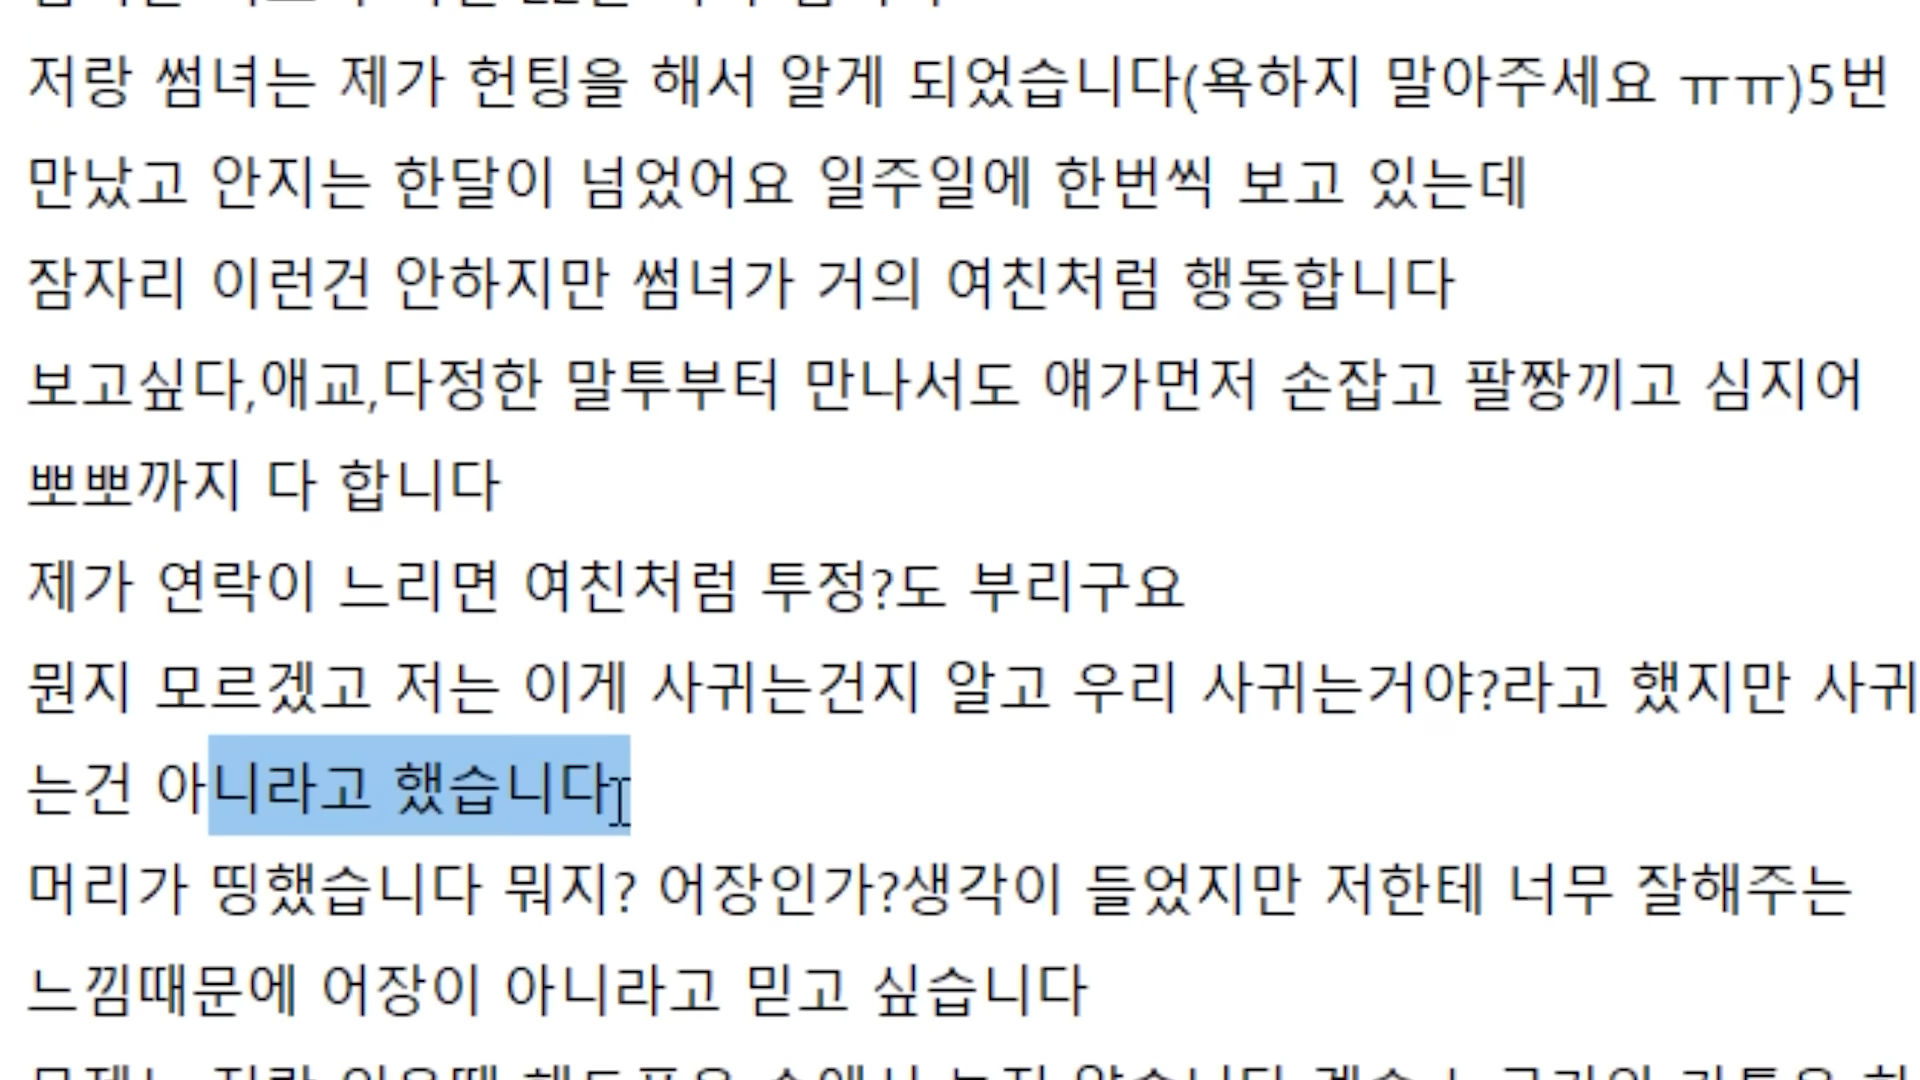 저랑 썸녀는 제가 헌팅을 해서 알게 되었습니다(욕하지 말아주세요 ㅠㅠ)5번
만났고 안지는 한달이 넘었어요 일주일에 한번씩 보고 있는데
잠자리 이런건 안하지만 썸녀가 거의 여친처럼 행동합니다
보고싶다,애교,다정한 말투부터 만나서도 얘가먼저 손잡고 팔짱끼고 심지어
뽀뽀까지 다 합니다
제가 연락이 느리면 여친처럼 투정?도 부리구요
뭔지 모르겠고 저는 이게 사귀는건지 알고 우리 사귀는거야?라고 했지만 사귀
는건 아니라고 했습니다
머리가 띵했습니다 뭐지? 어장인가?생각이 들었지만 저한테 너무 잘해주는
느낌때문에 어장이 아니라고 믿고 싶습니다